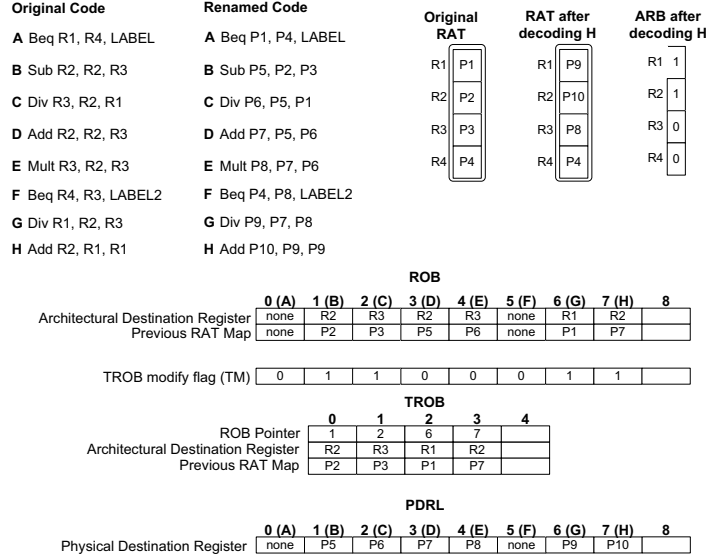 Original Code
A Beq R1, R4, LABEL
B Sub R2, R2, R3
C Div R3, R2, R1
D Add R2, R2, R3
E Mult R3, R2, R3
F Beq R4, R3, LABEL2
G Div R1, R2, R3
H Add R2, R1, R1
Renamed Code
A Beq P1, P4, LABEL
B Sub P5, P2, P3
C Div P6, P5, P1
D Add P7, P5, P6
E Mult P8, P7, P6
F Beq P4, P8, LABEL2
G Div P9, P7, P8
H Add P10, P9, P9
Original
RAT
R1 P1
R2 P2
R3 P3
R4 P4
RAT after
decoding H
R1 P9
R2 P10
R3 P8
R4 P4
ARB after
decoding H
R1 1
R2 1
R3 0
R4 0
ROB
0 (A) 1 (B) 2 (C) 3 (D) 4 (E) 5 (F) 6 (G) 7 (H) 8
Architectural Destination Register none R2 R3 R2 R3 none R1 R2
Previous RAT Map none P2 P3 P5 P6 none P1 P7
TROB modify flag (TM) 0 1 1 0 0 0 1 1
TROB
0 1 2 3 4
ROB Pointer 1 2 6 7
Architectural Destination Register R2 R3 R1 R2
Previous RAT Map P2 P3 P1 P7
PDRL
0 (A) 1 (B) 2 (C) 3 (D) 4 (E) 5 (F) 6 (G) 7 (H) 8
Physical Destination Register none P5 P6 P7 P8 none P9 P10